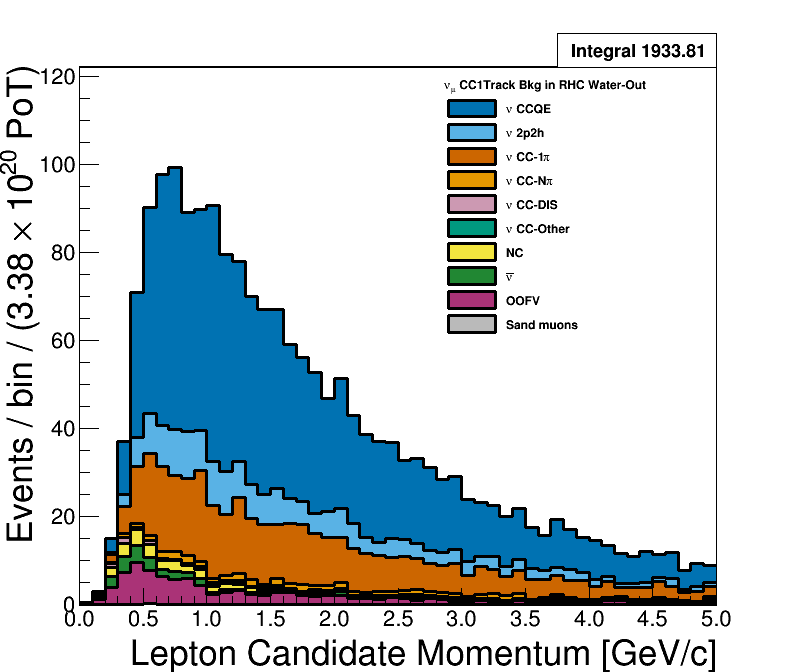 Integral 1933.81
ν_μ CC1Track Bkg in RHC Water-Out
ν CCQE
ν 2p2h
ν CC-1π
ν CC-Nπ
ν CC-DIS
ν CC-Other
NC
ν̅
OOFV
Sand muons
Events / bin / (3.38 × 10²⁰ PoT)
120
100
80
60
40
20
0
0.0 0.5 1.0 1.5 2.0 2.5 3.0 3.5 4.0 4.5 5.0
Lepton Candidate Momentum [GeV/c]